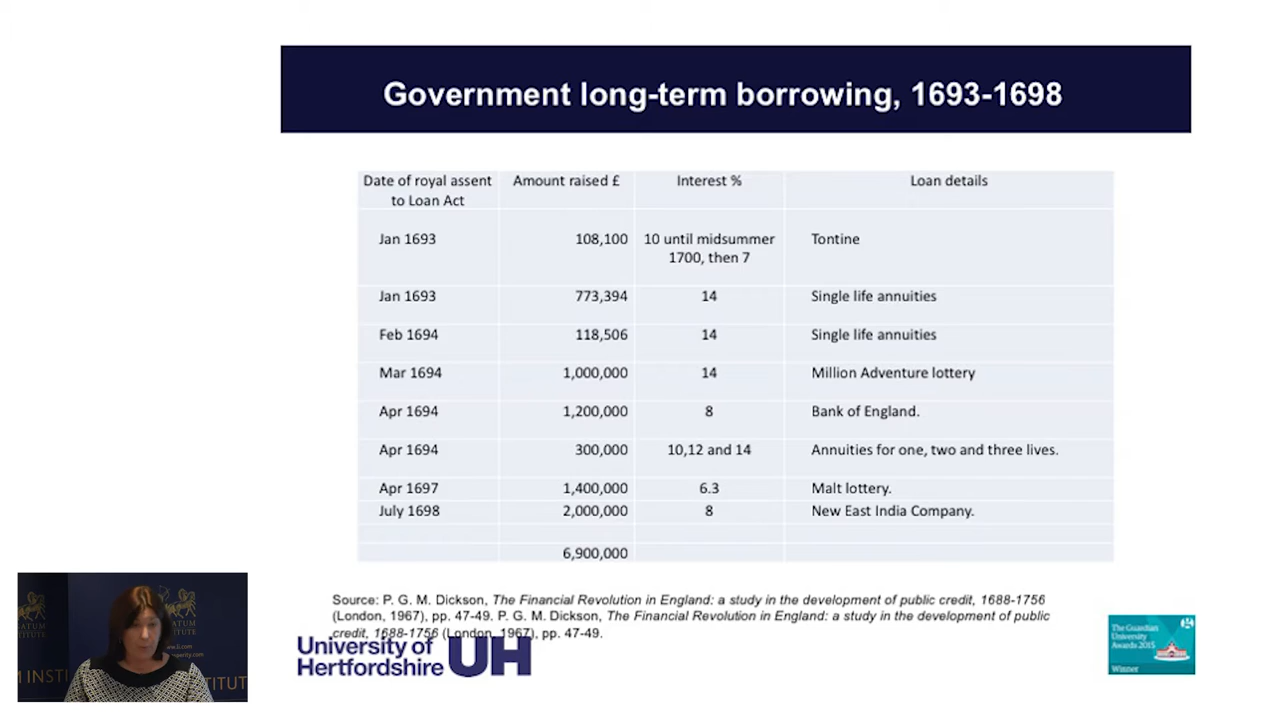 Government long-term borrowing, 1693-1698
Date of royal assent to Loan Act Amount raised £ Interest % Loan details
Jan 1693 108,100 10 until midsummer 1700, then 7 Tontine
Jan 1693 773,394 14 Single life annuities
Feb 1694 118,506 14 Single life annuities
Mar 1694 1,000,000 14 Million Adventure lottery
Apr 1694 1,200,000 8 Bank of England.
Apr 1694 300,000 10,12 and 14 Annuities for one, two and three lives.
Apr 1697 1,400,000 6.3 Malt lottery.
July 1698 2,000,000 8 New East India Company.
6,900,000
Source: P. G. M. Dickson, The Financial Revolution in England: a study in the development of public credit, 1688-1756
(London, 1967), pp. 47-49. P. G. M. Dickson, The Financial Revolution in England: a study in the development of public
credit, 1688-1756 (London, 1967), pp. 47-49.
University of
Hertfordshire UH
The Guardian
University
Awards 2015
Winner